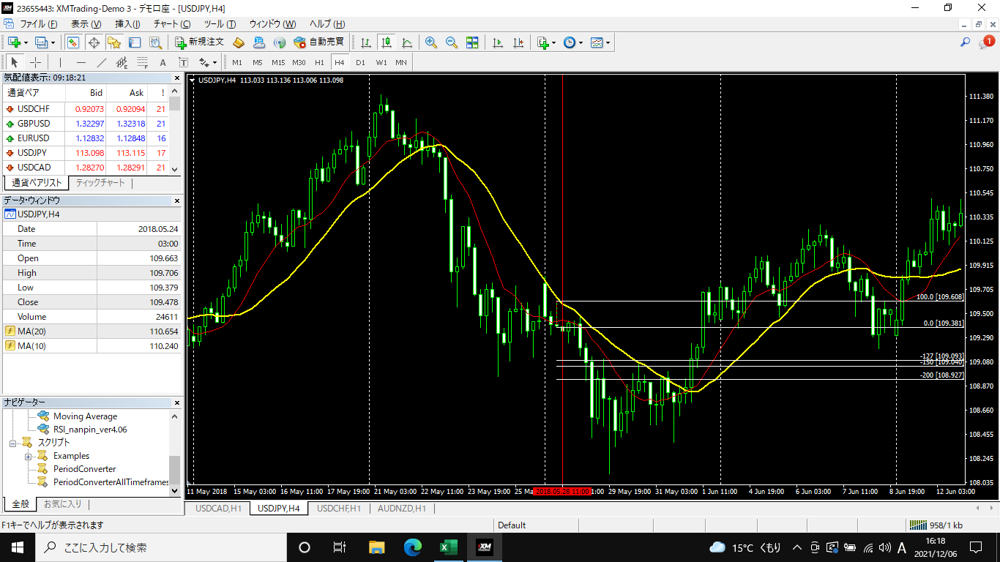 23655443: XMTrading-Demo 3 - デモ口座 - [USDJPY,H4]
ファイル (F) 表示 (V) 挿入(I) チャート (C) ツール (T) ウィンドウ (W) ヘルプ (H)
新規注文 自動売買 1
A T M1 M5 M15 M30 H1 H4 D1 W1 MN
気配値表示: 09:18:21
通貨ペア Bid Ask !
USDCHF 0.92073 0.92094 21
GBPUSD 1.32297 1.32318 21
EURUSD 1.12832 1.12848 16
USDJPY 113.098 113.115 17
USDCAD 1.28270 1.28291 21
通貨ペアリスト ティックチャート
データ・ウィンドウ
USDJPY,H4
Date 2018.05.24
Time 03:00
Open 109.663
High 109.706
Low 109.379
Close 109.478
Volume 24611
MA(20) 110.654
MA(10) 110.240
ナビゲーター
Moving Average
RSI_nanpin_ver4.06
スクリプト
Examples
PeriodConverter
PeriodConverterAllTimeframes
全般 お気に入り
USDJPY,H4 113.033 113.136 113.006 113.098
111.380
111.170
110.960
110.750
110.545
110.335
110.125
109.915
109.705
109.500
109.290
109.080
108.870
108.660
108.455
108.245
108.035
100.0 [109.608]
0.0 [109.381]
-127 [109.093]
-150 [109.040]
-200 [108.927]
11 May 2018 15 May 03:00 16 May 11:00 17 May 19:00 21 May 03:00 22 May 11:00 23 May 19:00 25 Ma 2018.05.28 11:00 1:00 29 May 19:00 31 May 03:00 1 Jun 11:00 4 Jun 19:00 6 Jun 03:00 7 Jun 11:00 8 Jun 19:00 12 Jun 03:00
USDCAD,H1 USDJPY,H4 USDCHF,H1 AUDNZD,H1
F1キーでヘルプが表示されます Default 958/1 kb
ここに入力して検索 XM TRADING 15°C くもり A 16:18
2021/12/06